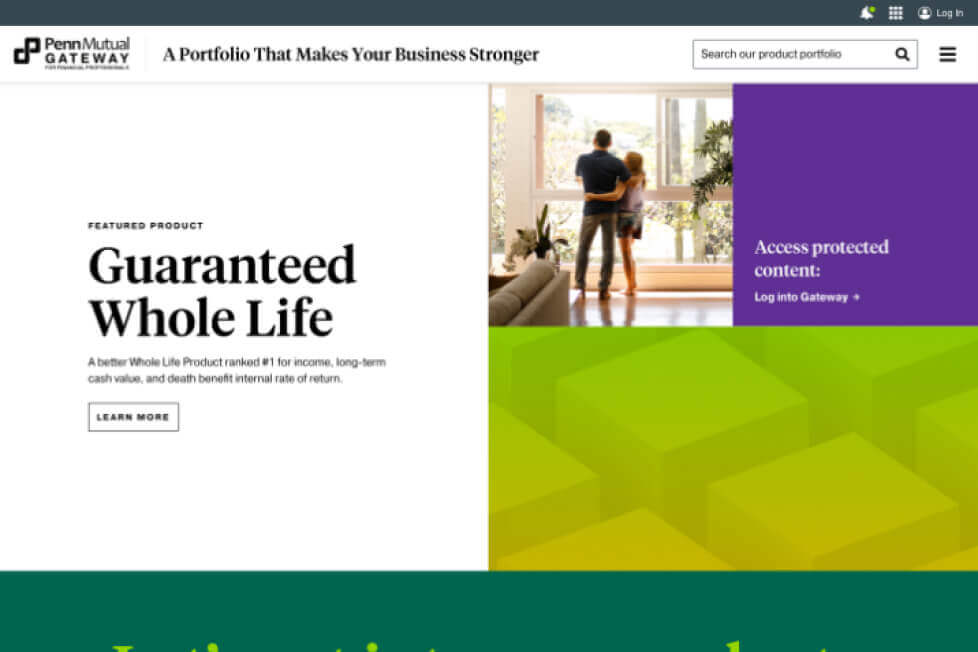 Log In
PennMutual
GATEWAY
FOR FINANCIAL PROFESSIONALS
A Portfolio That Makes Your Business Stronger
Search our product portfolio
FEATURED PRODUCT
Guaranteed
Whole Life
A better Whole Life Product ranked #1 for income, long-term
cash value, and death benefit internal rate of return.
LEARN MORE
Access protected
content:
Log into Gateway →